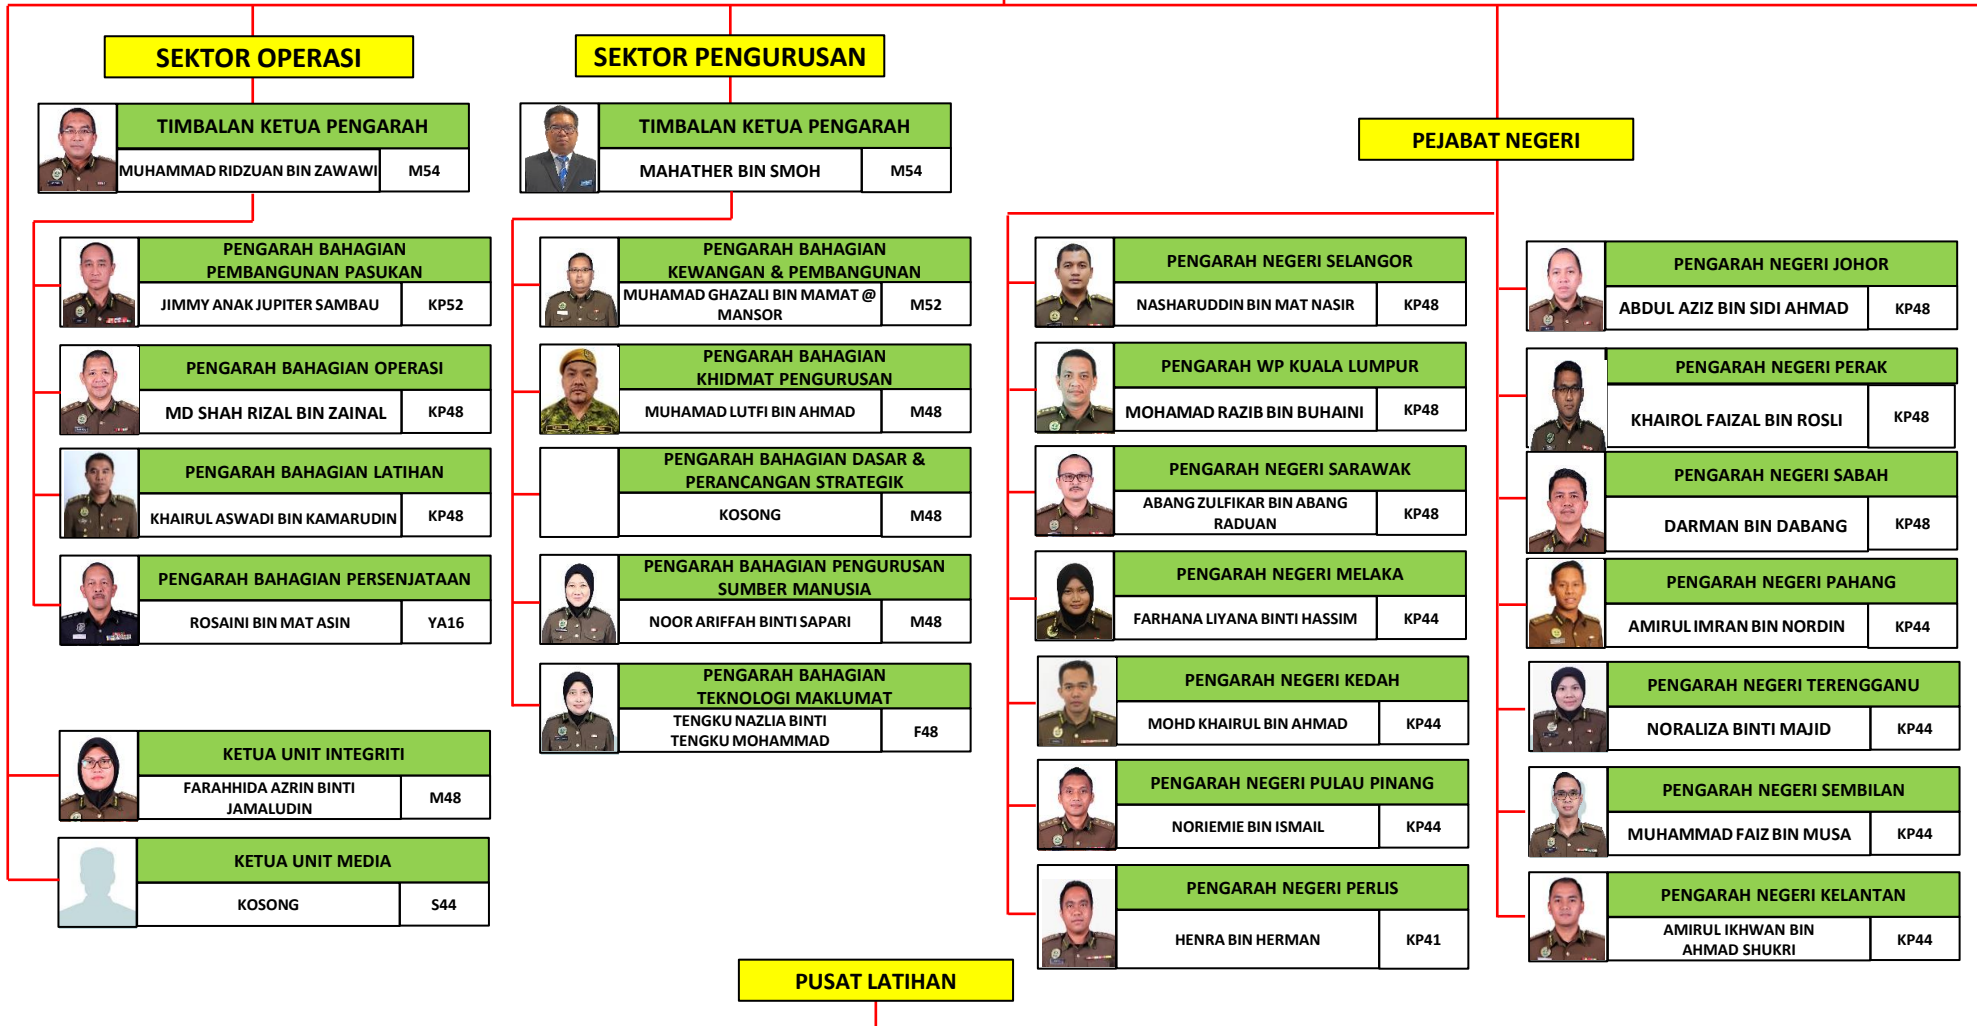 SEKTOR OPERASI
TIMBALAN KETUA PENGARAH
MUHAMMAD RIDZUAN BIN ZAWAWI
M54
PENGARAH BAHAGIAN
PEMBANGUNAN PASUKAN
JIMMY ANAK JUPITER SAMBAU
KP52
PENGARAH BAHAGIAN OPERASI
MD SHAH RIZAL BIN ZAINAL
KP48
PENGARAH BAHAGIAN LATIHAN
KHAIRUL ASWADI BIN KAMARUDIN
KP48
PENGARAH BAHAGIAN PERSENJATAAN
ROSAINI BIN MAT ASIN
YA16
KETUA UNIT INTEGRITI
FARAHHIDA AZRIN BINTI
JAMALUDIN
M48
KETUA UNIT MEDIA
KOSONG
S44
SEKTOR PENGURUSAN
TIMBALAN KETUA PENGARAH
MAHATHER BIN SMOH
M54
PENGARAH BAHAGIAN
KEWANGAN & PEMBANGUNAN
MUHAMAD GHAZALI BIN MAMAT @
MANSOR
M52
PENGARAH BAHAGIAN
KHIDMAT PENGURUSAN
MUHAMAD LUTFI BIN AHMAD
M48
PENGARAH BAHAGIAN DASAR &
PERANCANGAN STRATEGIK
KOSONG
M48
PENGARAH BAHAGIAN PENGURUSAN
SUMBER MANUSIA
NOOR ARIFFAH BINTI SAPARI
M48
PENGARAH BAHAGIAN
TEKNOLOGI MAKLUMAT
TENGKU NAZLIA BINTI
TENGKU MOHAMMAD
F48
PEJABAT NEGERI
PENGARAH NEGERI SELANGOR
NASHARUDDIN BIN MAT NASIR
KP48
PENGARAH WP KUALA LUMPUR
MOHAMAD RAZIB BIN BUHAINI
KP48
PENGARAH NEGERI SARAWAK
ABANG ZULFIKAR BIN ABANG
RADUAN
KP48
PENGARAH NEGERI MELAKA
FARHANA LIYANA BINTI HASSIM
KP44
PENGARAH NEGERI KEDAH
MOHD KHAIRUL BIN AHMAD
KP44
PENGARAH NEGERI PULAU PINANG
NORIEMIE BIN ISMAIL
KP44
PENGARAH NEGERI PERLIS
HENRA BIN HERMAN
KP41
PENGARAH NEGERI JOHOR
ABDUL AZIZ BIN SIDI AHMAD
KP48
PENGARAH NEGERI PERAK
KHAIROL FAIZAL BIN ROSLI
KP48
PENGARAH NEGERI SABAH
DARMAN BIN DABANG
KP48
PENGARAH NEGERI PAHANG
AMIRUL IMRAN BIN NORDIN
KP44
PENGARAH NEGERI TERENGGANU
NORALIZA BINTI MAJID
KP44
PENGARAH NEGERI SEMBILAN
MUHAMMAD FAIZ BIN MUSA
KP44
PENGARAH NEGERI KELANTAN
AMIRUL IKHWAN BIN
AHMAD SHUKRI
KP44
PUSAT LATIHAN